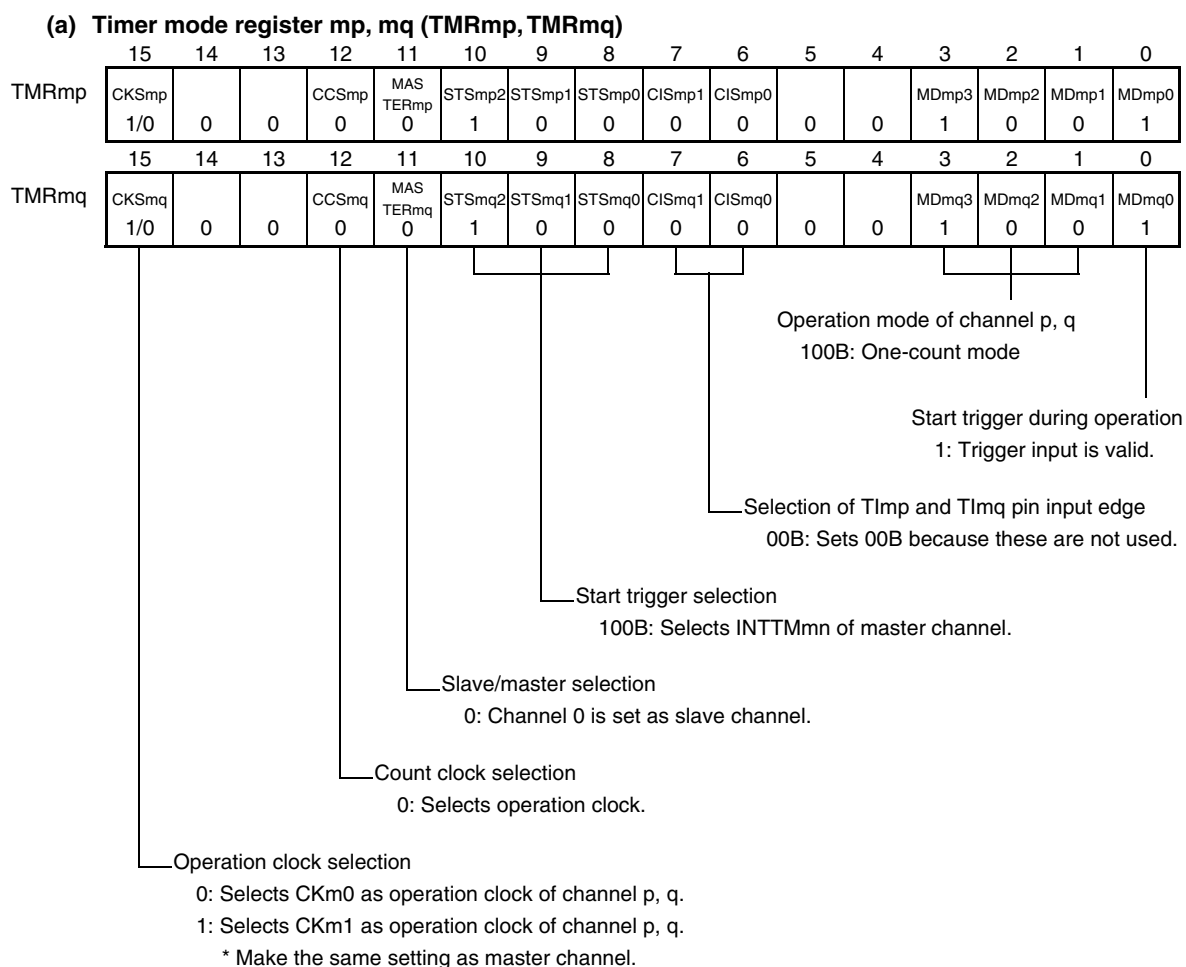 (a) Timer mode register mp, mq (TMRmp, TMRmq)
15 14 13 12 11 10 9 8 7 6 5 4 3 2 1 0
TMRmp CKSmp CCSmp MAS TERmp STSmp2 STSmp1 STSmp0 CISmp1 CISmp0 MDmp3 MDmp2 MDmp1 MDmp0
1/0 0 0 0 0 1 0 0 0 0 0 0 1 0 0 1
15 14 13 12 11 10 9 8 7 6 5 4 3 2 1 0
TMRmq CKSmq CCSmq MAS TERmq STSmq2 STSmq1 STSmq0 CISmq1 CISmq0 MDmq3 MDmq2 MDmq1 MDmq0
1/0 0 0 0 0 1 0 0 0 0 0 0 1 0 0 1
Operation mode of channel p, q
100B: One-count mode
Start trigger during operation
1: Trigger input is valid.
Selection of TImp and TImq pin input edge
00B: Sets 00B because these are not used.
Start trigger selection
100B: Selects INTTMmn of master channel.
Slave/master selection
0: Channel 0 is set as slave channel.
Count clock selection
0: Selects operation clock.
Operation clock selection
0: Selects CKm0 as operation clock of channel p, q.
1: Selects CKm1 as operation clock of channel p, q.
* Make the same setting as master channel.